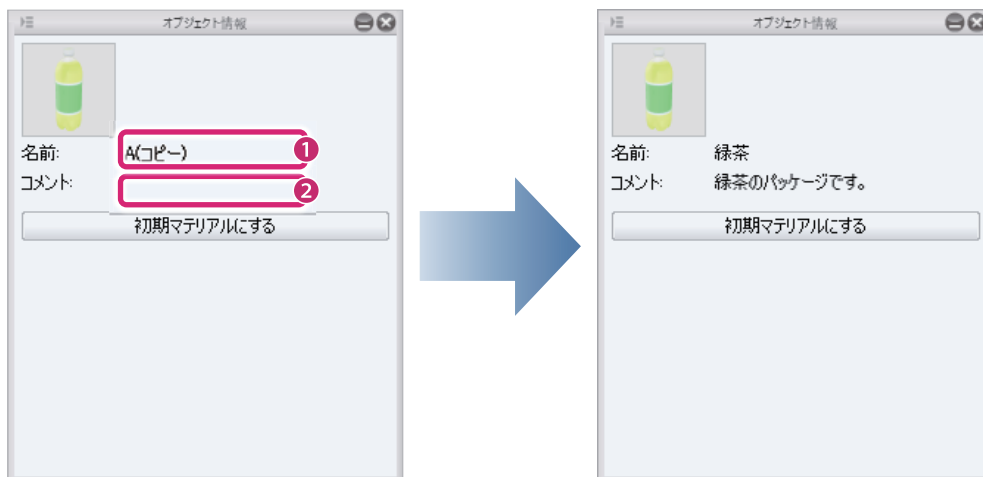 オブジェクト情報
名前: A(コピー) 1
コメント: 2
初期マテリアルにする
オブジェクト情報
名前: 緑茶
コメント: 緑茶のパッケージです。
初期マテリアルにする